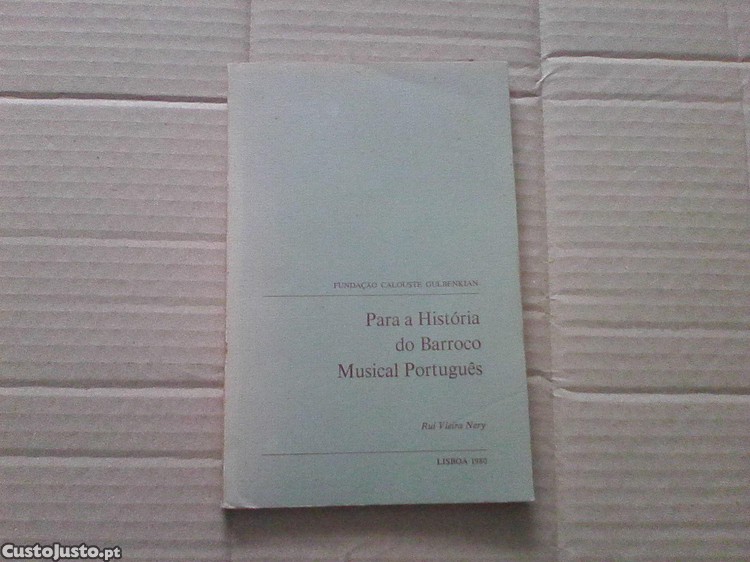 FUNDAÇÃO CALOUSTE GULBENKIAN
Para a História
do Barroco
Musical Português
Rui Vieira Nery
LISBOA 1980
CustoJusto.pt